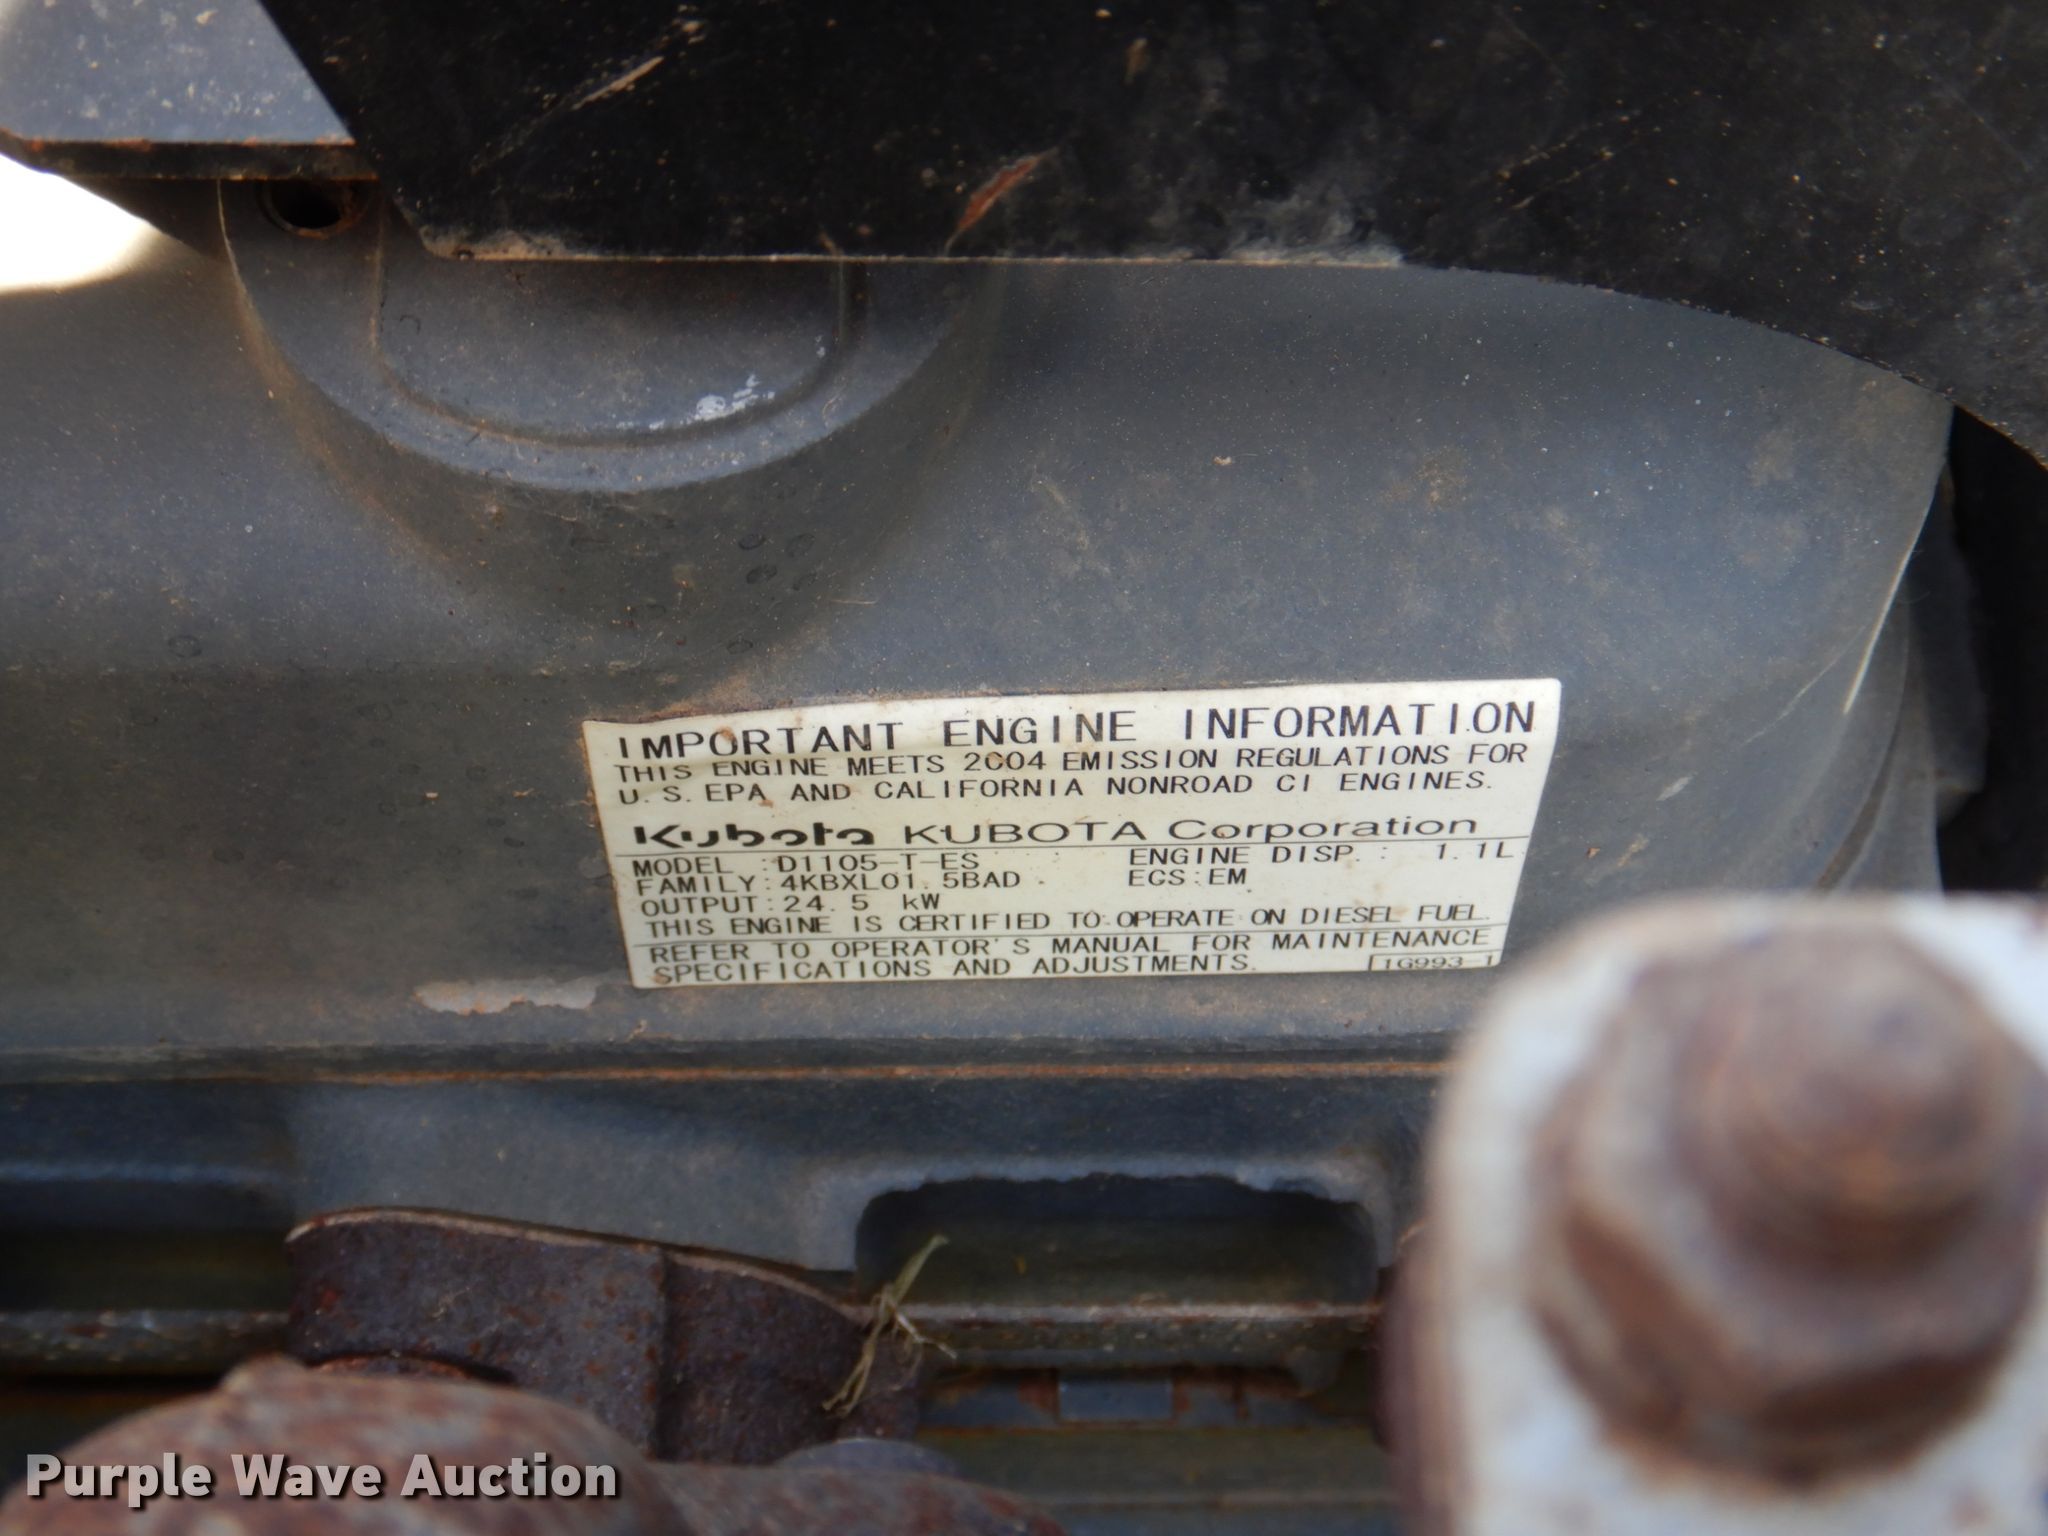 IMPORTANT ENGINE INFORMATION
THIS ENGINE MEETS 2004 EMISSION REGULATIONS FOR
U.S.EPA AND CALIFORNIA NONROAD CI ENGINES.
Kubota KUBOTA Corporation
MODEL :D1105-T-ES ENGINE DISP. : 1.1L
FAMILY:4KBXL01.5BAD ECS:EM
OUTPUT:24.5 kW
THIS ENGINE IS CERTIFIED TO OPERATE ON DIESEL FUEL.
REFER TO OPERATOR'S MANUAL FOR MAINTENANCE
SPECIFICATIONS AND ADJUSTMENTS. 1G993-1
Purple Wave Auction